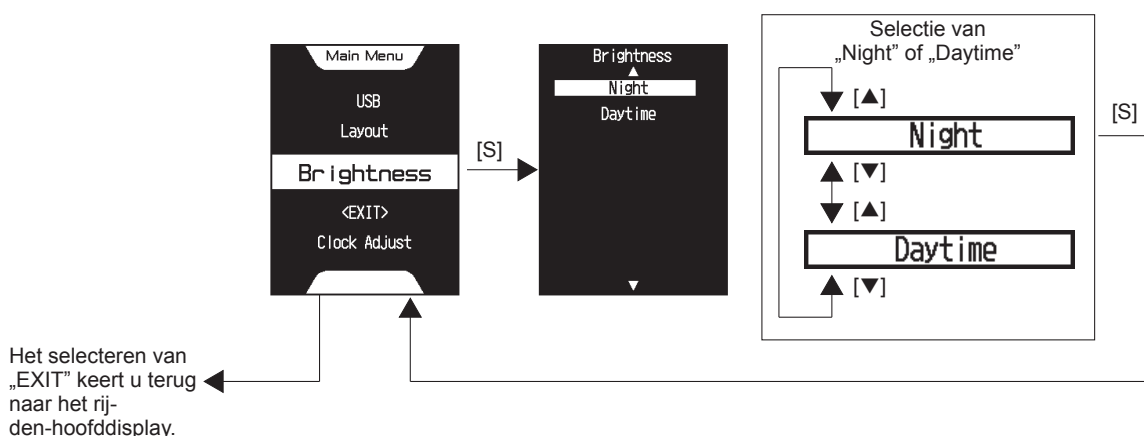 Main Menu
USB
Layout
Brightness
<EXIT>
Clock Adjust
[S]
Brightness
▲
Night
Daytime
▼
Selectie van
„Night” of „Daytime”
[▲]
Night
[▼]
[▲]
Daytime
[▼]
[S]
Het selecteren van
„EXIT” keert u terug
naar het rij-
den-hoofddisplay.